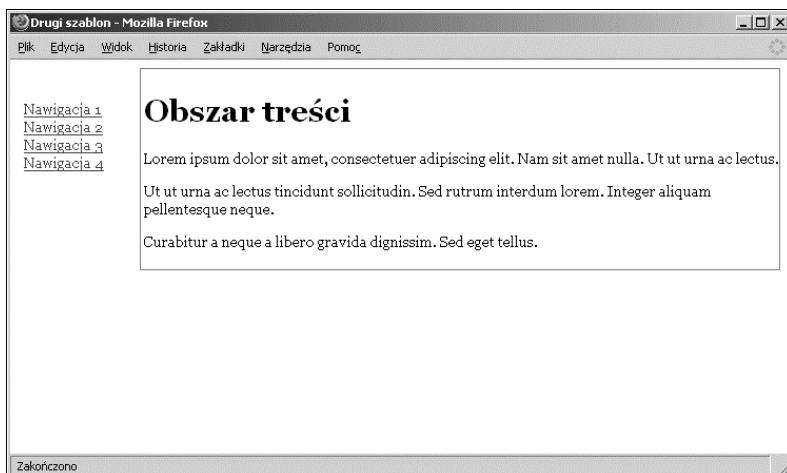 Drugi szablon - Mozilla Firefox
Plik Edycja Widok Historia Zakładki Narzędzia Pomoc
Nawigacja 1
Nawigacja 2
Nawigacja 3
Nawigacja 4
Obszar treści
Lorem ipsum dolor sit amet, consectetuer adipiscing elit. Nam sit amet nulla. Ut ut urna ac lectus.
Ut ut urna ac lectus tincidunt sollicitudin. Sed rutrum interdum lorem. Integer aliquam
pellentesque neque.
Curabitur a neque a libero gravida dignissim. Sed eget tellus.
Zakończono